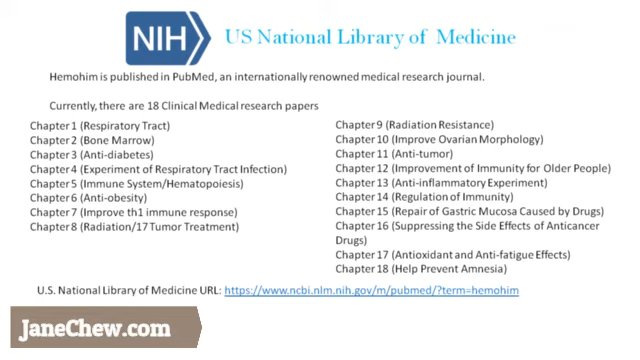 NIH
US National Library of Medicine
Hemohim is published in PubMed, an internationally renowned medical research journal.
Currently, there are 18 Clinical Medical research papers
Chapter 1 (Respiratory Tract)
Chapter 2 (Bone Marrow)
Chapter 3 (Anti-diabetes)
Chapter 4 (Experiment of Respiratory Tract Infection)
Chapter 5 (Immune System/Hematopoiesis)
Chapter 6 (Anti-obesity)
Chapter 7 (Improve th1 immune response)
Chapter 8 (Radiation/17 Tumor Treatment)
Chapter 9 (Radiation Resistance)
Chapter 10 (Improve Ovarian Morphology)
Chapter 11 (Anti-tumor)
Chapter 12 (Improvement of Immunity for Older People)
Chapter 13 (Anti-inflammatory Experiment)
Chapter 14 (Regulation of Immunity)
Chapter 15 (Repair of Gastric Mucosa Caused by Drugs)
Chapter 16 (Suppressing the Side Effects of Anticancer
Drugs)
Chapter 17 (Antioxidant and Anti-fatigue Effects)
Chapter 18 (Help Prevent Amnesia)
U.S. National Library of Medicine URL: https://www.ncbi.nlm.nih.gov/m/pubmed/?term=hemohim
JaneChew.com